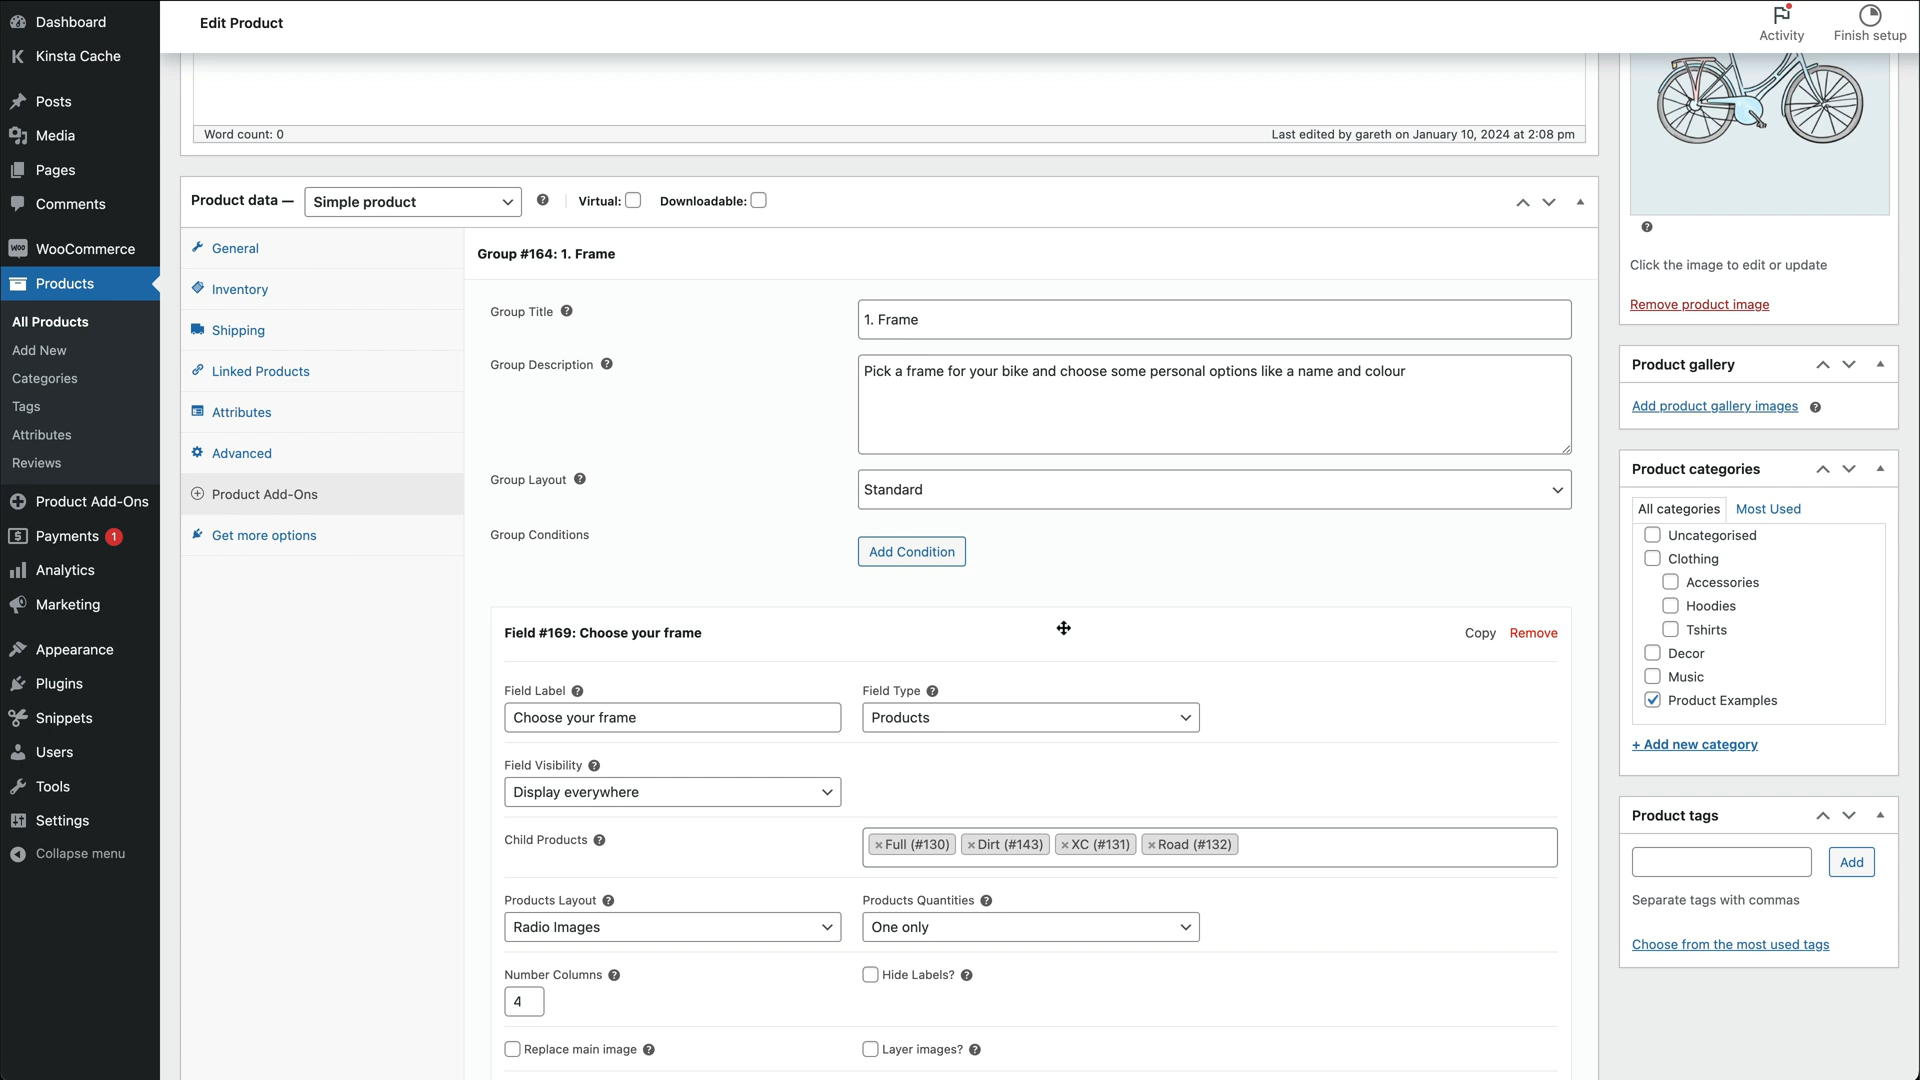 Dashboard
Kinsta Cache
Posts
Media
Pages
Comments
WooCommerce
Products
All Products
Add New
Categories
Tags
Attributes
Reviews
Product Add-Ons
Payments 1
Analytics
Marketing
Appearance
Plugins
Snippets
Users
Tools
Settings
Collapse menu
Edit Product
Activity
Finish setup
Word count: 0
Last edited by gareth on January 10, 2024 at 2:08 pm
Product data —
Simple product
Virtual:
Downloadable:
General
Inventory
Shipping
Linked Products
Attributes
Advanced
Product Add-Ons
Get more options
Group #164: 1. Frame
Group Title
1. Frame
Group Description
Pick a frame for your bike and choose some personal options like a name and colour
Group Layout
Standard
Group Conditions
Add Condition
Field #169: Choose your frame
Copy
Remove
Field Label
Field Type
Choose your frame
Products
Field Visibility
Display everywhere
Child Products
×Full (#130) ×Dirt (#143) ×XC (#131) ×Road (#132)
Products Layout
Products Quantities
Radio Images
One only
Number Columns
Hide Labels?
4
Replace main image
Layer images?
Click the image to edit or update
Remove product image
Product gallery
Add product gallery images
Product categories
All categories
Most Used
Uncategorised
Clothing
Accessories
Hoodies
Tshirts
Decor
Music
Product Examples
+ Add new category
Product tags
Add
Separate tags with commas
Choose from the most used tags